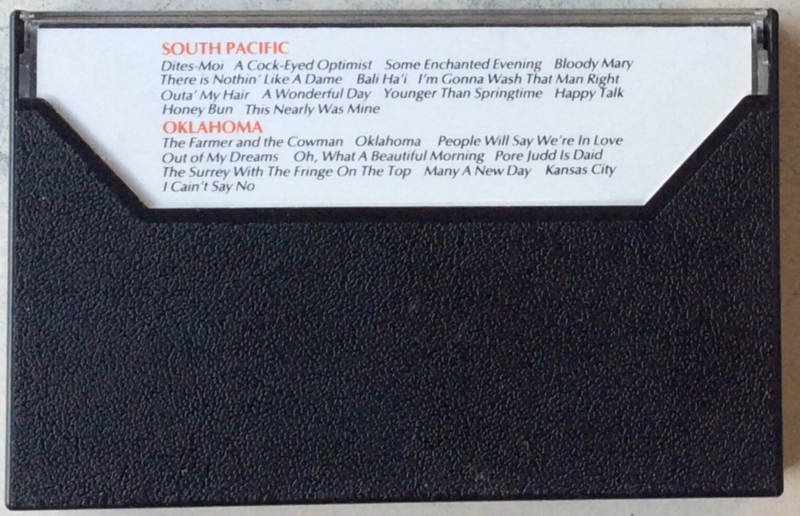 SOUTH PACIFIC
Dites-Moi A Cock-Eyed Optimist Some Enchanted Evening Bloody Mary
There is Nothin' Like A Dame Bali Ha'i I'm Gonna Wash That Man Right
Outa' My Hair A Wonderful Day Younger Than Springtime Happy Talk
Honey Bun This Nearly Was Mine
OKLAHOMA
The Farmer and the Cowman Oklahoma People Will Say We're In Love
Out of My Dreams Oh, What A Beautiful Morning Pore Judd Is Daid
The Surrey With The Fringe On The Top Many A New Day Kansas City
I Cain't Say No